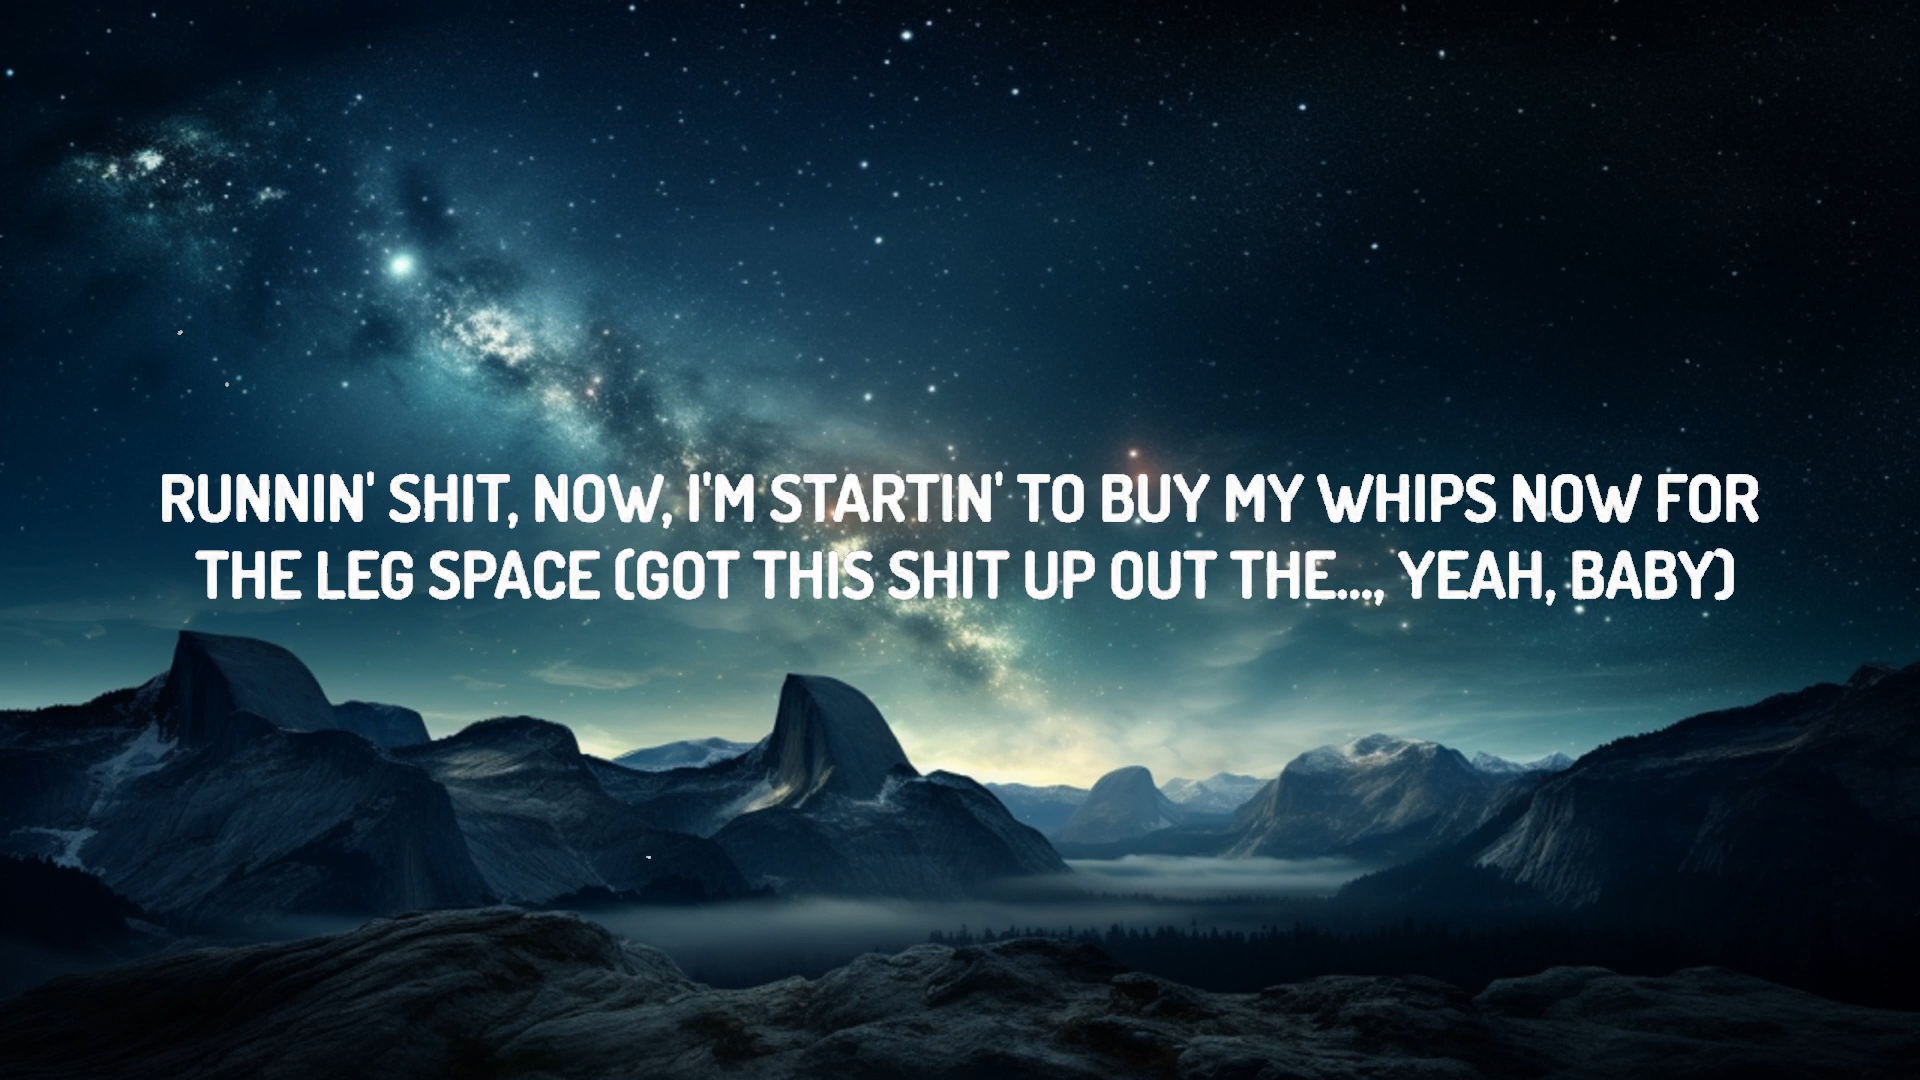 RUNNIN' SHIT, NOW, I'M STARTIN' TO BUY MY WHIPS NOW FOR
THE LEG SPACE (GOT THIS SHIT UP OUT THE..., YEAH, BABY)